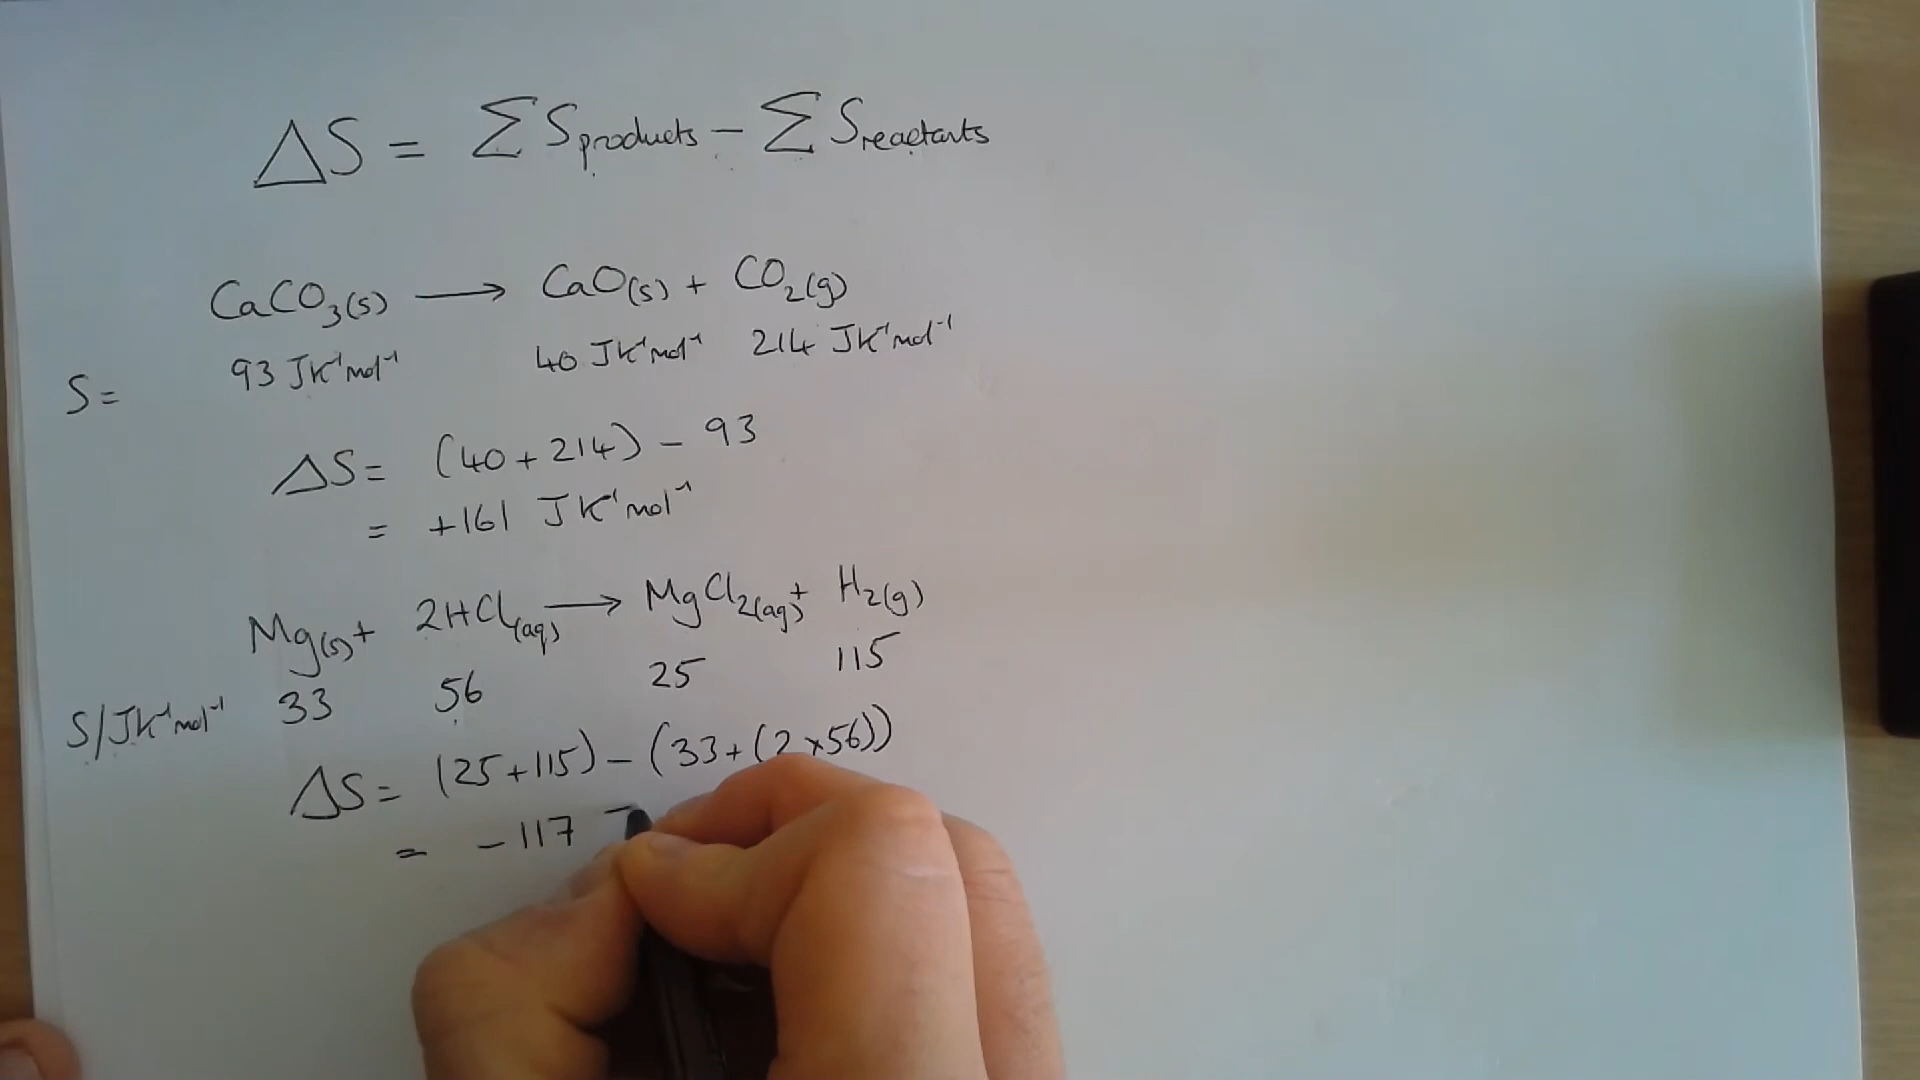 ΔS = ΣSproducts - ΣSreactants
CaCO₃(s) ⟶ CaO(s) + CO₂(g)
S= 93 JK⁻¹mol⁻¹ 40 JK⁻¹mol⁻¹ 214 JK⁻¹mol⁻¹
ΔS = (40+214) - 93
= +161 JK⁻¹mol⁻¹
Mg(s) + 2HCl(aq) ⟶ MgCl₂(aq) + H₂(g)
S/JK⁻¹mol⁻¹ 33 56 25 115
ΔS = (25+115) - (33+(2×56))
= -117